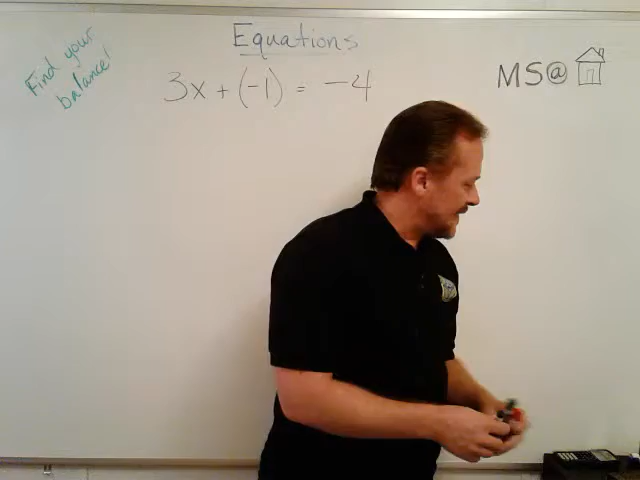 Equations
Find your
balance!
3x + (-1) = -4
MS@